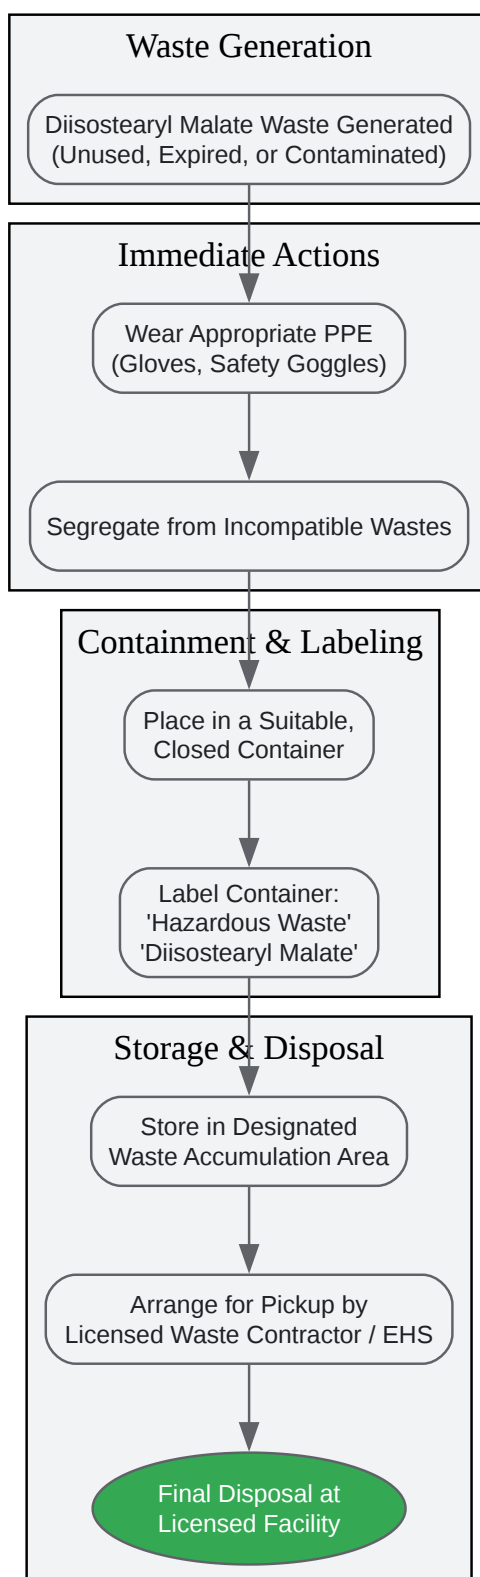 Waste Generation
Diisostearyl Malate Waste Generated
(Unused, Expired, or Contaminated)
Immediate Actions
Wear Appropriate PPE
(Gloves, Safety Goggles)
Segregate from Incompatible Wastes
Containment & Labeling
Place in a Suitable,
Closed Container
Label Container:
'Hazardous Waste'
'Diisostearyl Malate'
Storage & Disposal
Store in Designated
Waste Accumulation Area
Arrange for Pickup by
Licensed Waste Contractor / EHS
Final Disposal at
Licensed Facility